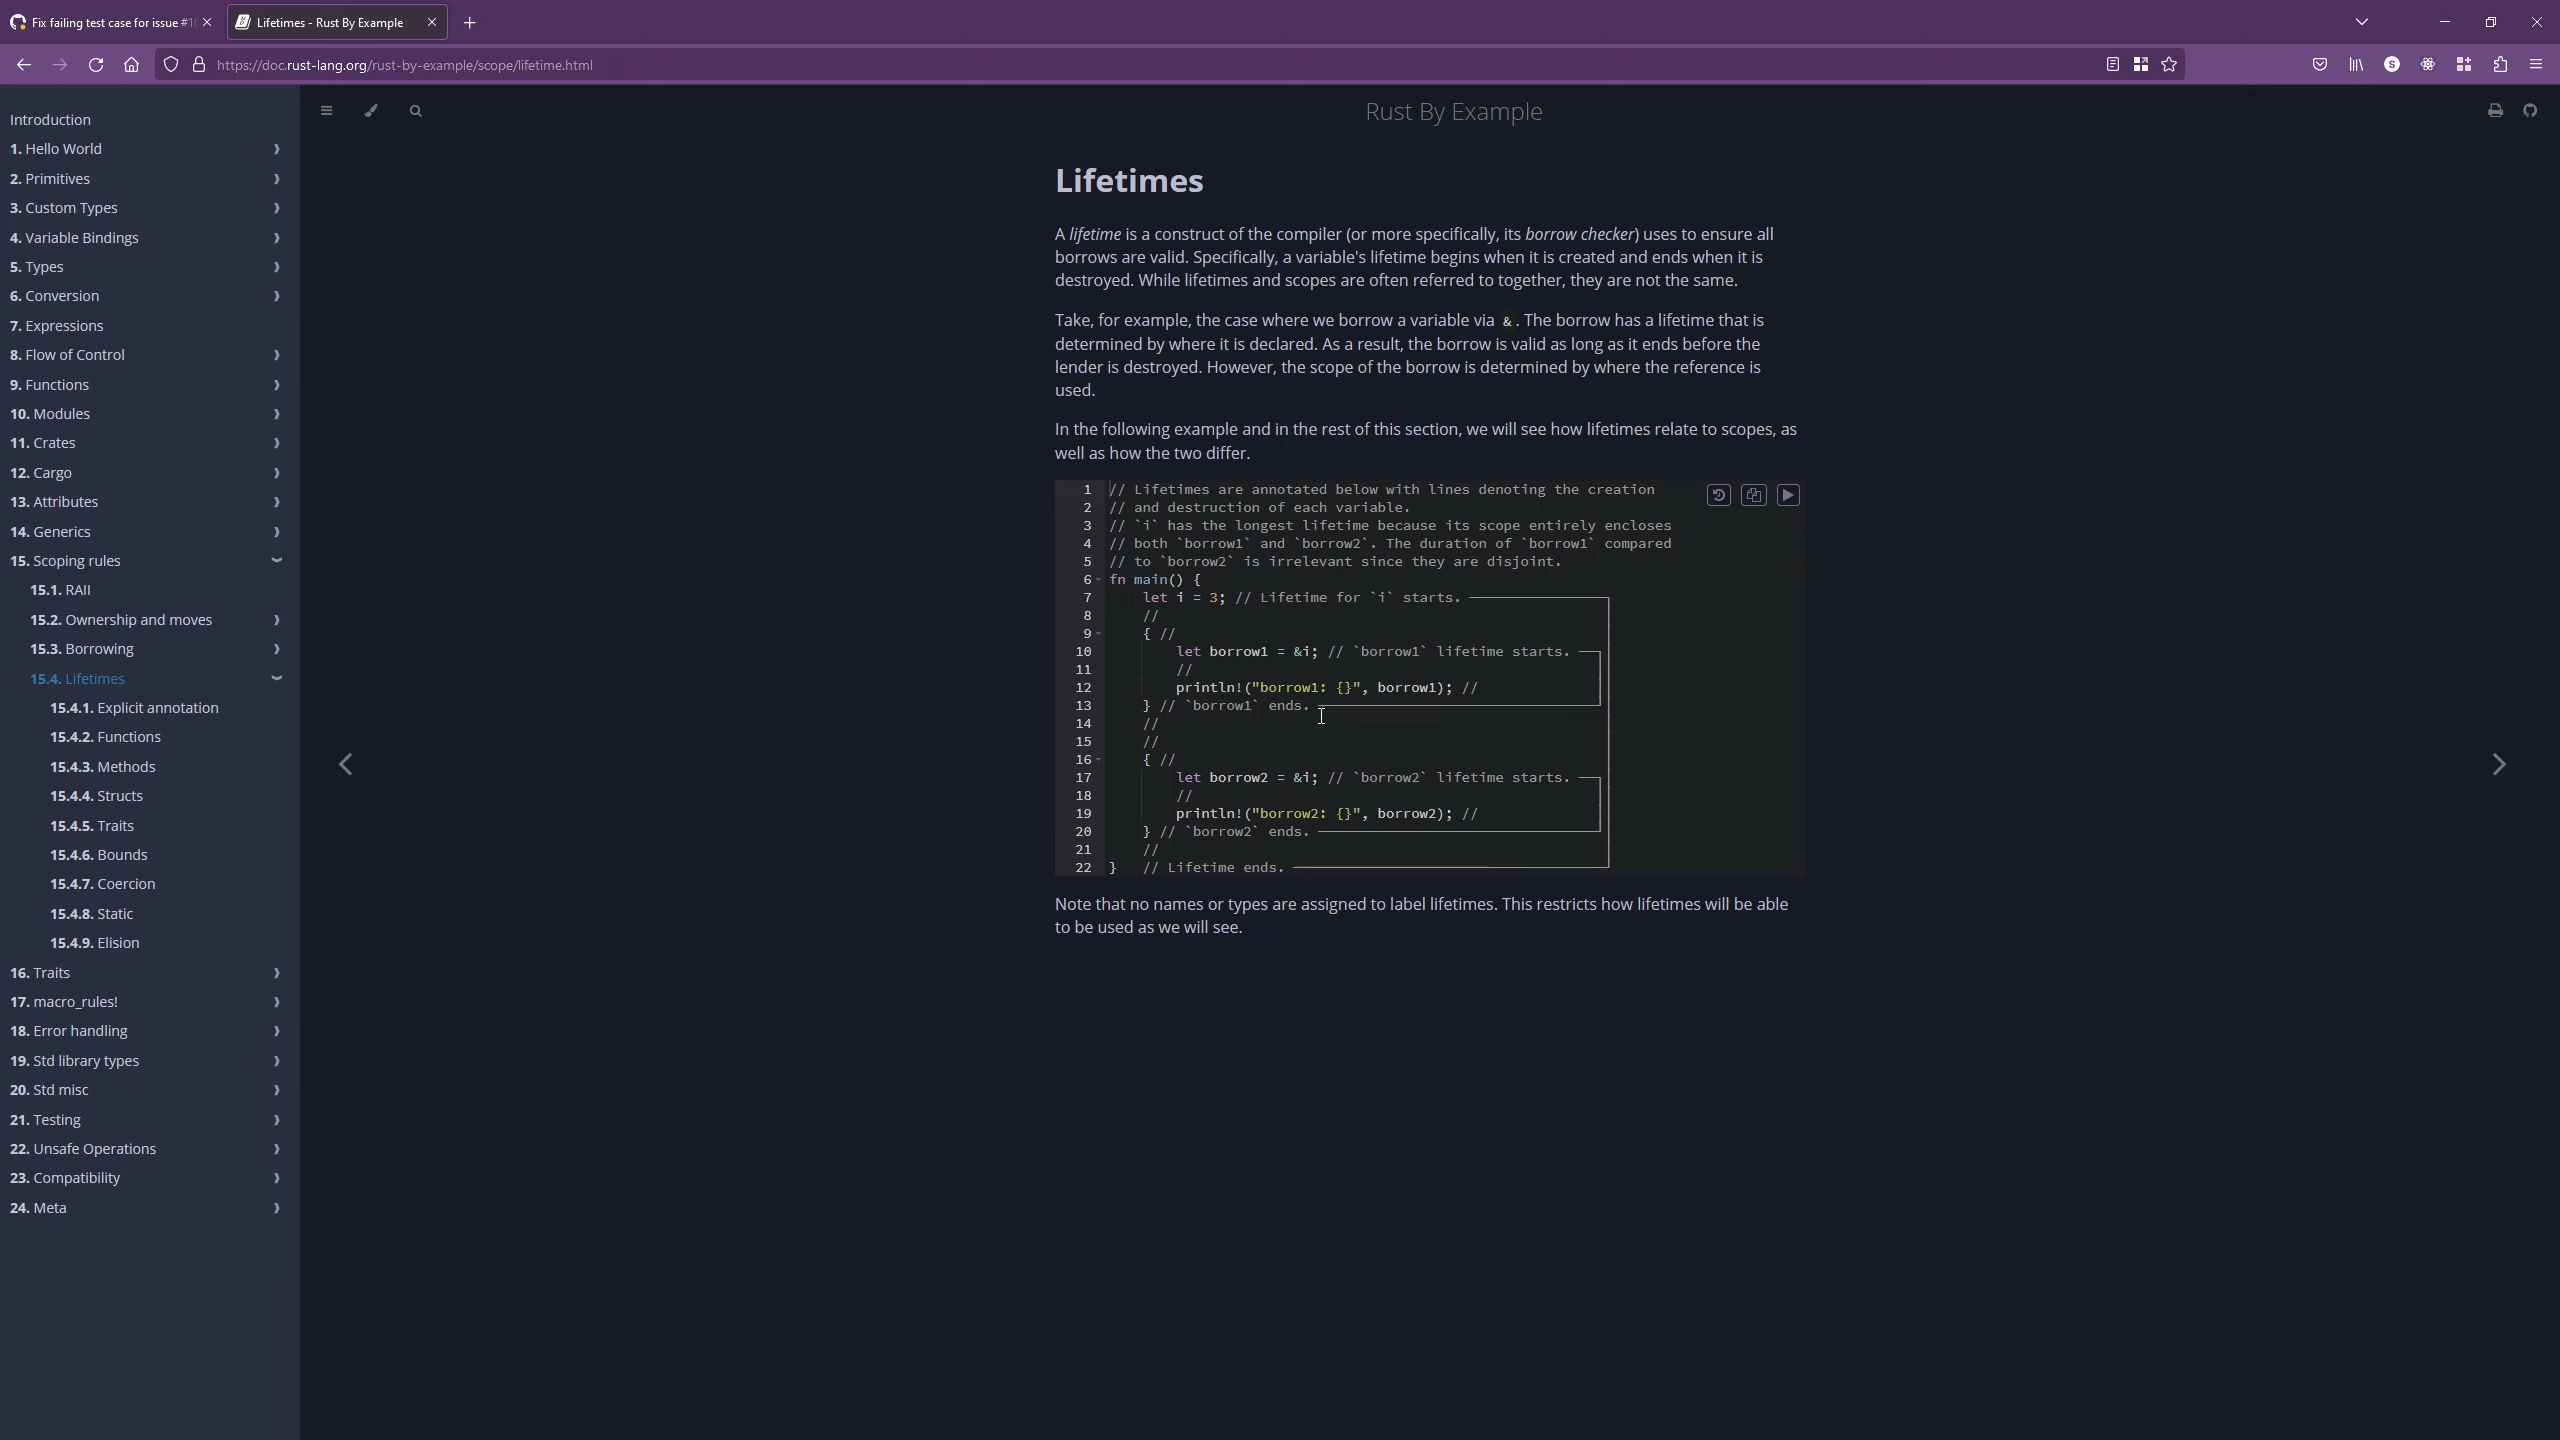 Fix failing test case for issue #1
Lifetimes - Rust By Example
https://doc.rust-lang.org/rust-by-example/scope/lifetime.html
S
Introduction
1. Hello World
2. Primitives
3. Custom Types
4. Variable Bindings
5. Types
6. Conversion
7. Expressions
8. Flow of Control
9. Functions
10. Modules
11. Crates
12. Cargo
13. Attributes
14. Generics
15. Scoping rules
15.1. RAII
15.2. Ownership and moves
15.3. Borrowing
15.4. Lifetimes
15.4.1. Explicit annotation
15.4.2. Functions
15.4.3. Methods
15.4.4. Structs
15.4.5. Traits
15.4.6. Bounds
15.4.7. Coercion
15.4.8. Static
15.4.9. Elision
16. Traits
17. macro_rules!
18. Error handling
19. Std library types
20. Std misc
21. Testing
22. Unsafe Operations
23. Compatibility
24. Meta
Rust By Example
Lifetimes
A lifetime is a construct of the compiler (or more specifically, its borrow checker) uses to ensure all
borrows are valid. Specifically, a variable's lifetime begins when it is created and ends when it is
destroyed. While lifetimes and scopes are often referred to together, they are not the same.
Take, for example, the case where we borrow a variable via &. The borrow has a lifetime that is
determined by where it is declared. As a result, the borrow is valid as long as it ends before the
lender is destroyed. However, the scope of the borrow is determined by where the reference is
used.
In the following example and in the rest of this section, we will see how lifetimes relate to scopes, as
well as how the two differ.
1 // Lifetimes are annotated below with lines denoting the creation
2 // and destruction of each variable.
3 // `i` has the longest lifetime because its scope entirely encloses
4 // both `borrow1` and `borrow2`. The duration of `borrow1` compared
5 // to `borrow2` is irrelevant since they are disjoint.
6 fn main() {
7 let i = 3; // Lifetime for `i` starts. ────────────────┐
8 //
9 { //
10 let borrow1 = &i; // `borrow1` lifetime starts. ──┐│
11 //
12 println!("borrow1: {}", borrow1); //
13 } // `borrow1` ends. ─────────────────────────────────┘│
14 //
15 //
16 { //
17 let borrow2 = &i; // `borrow2` lifetime starts. ──┐│
18 //
19 println!("borrow2: {}", borrow2); //
20 } // `borrow2` ends. ─────────────────────────────────┘│
21 //
22 } // Lifetime ends. ─────────────────────────────────────┘
Note that no names or types are assigned to label lifetimes. This restricts how lifetimes will be able
to be used as we will see.